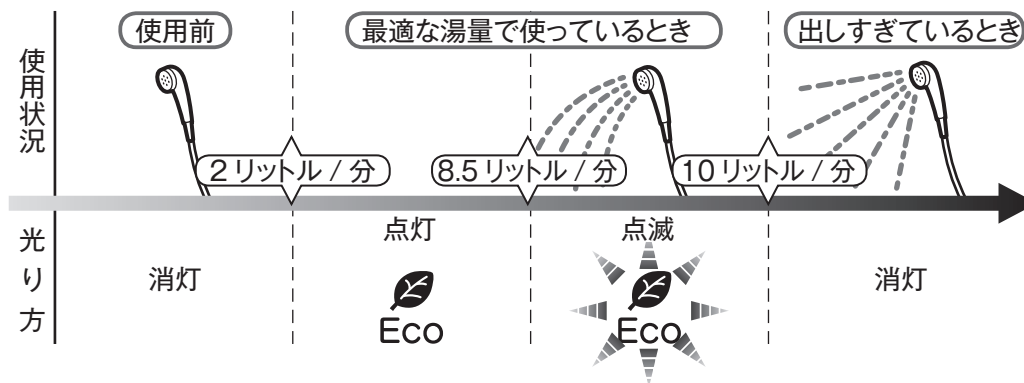 使用前
最適な湯量で使っているとき
出しすぎているとき
使用状況
2 リットル / 分
8.5 リットル / 分
10 リットル / 分
光り方
消灯
点灯
Eco
点滅
Eco
消灯